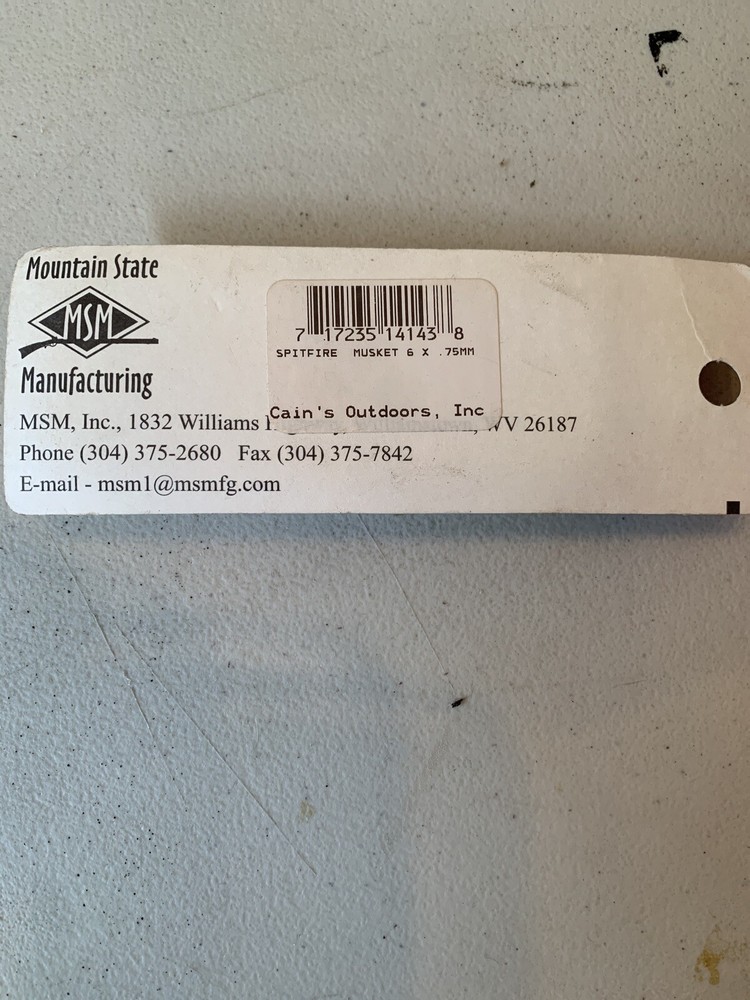 Mountain State
MSM
Manufacturing
7 17235 14143 8
SPITFIRE MUSKET 6 X .75MM
Cain's Outdoors, Inc
MSM, Inc., 1832 Williams WV 26187
Phone (304) 375-2680 Fax (304) 375-7842
E-mail - msm1@msmfg.com